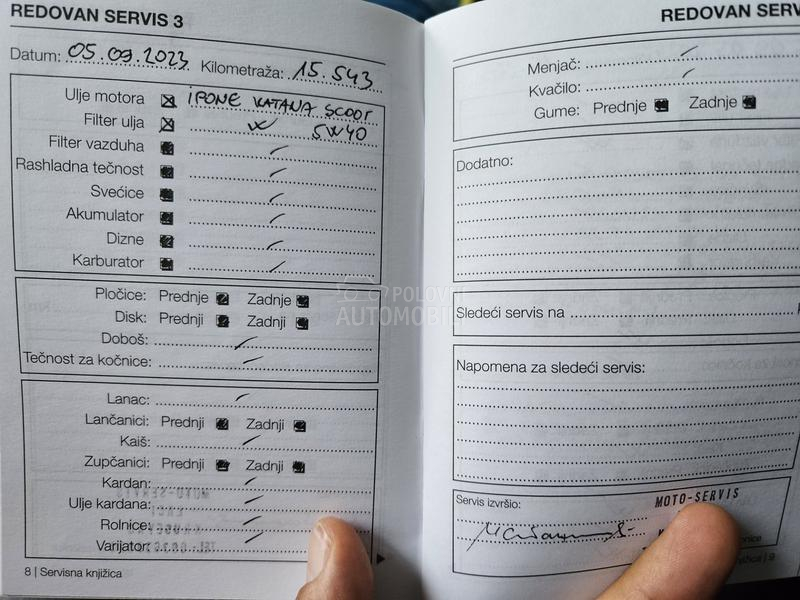 REDOVAN SERVIS 3
Datum: 05.09.2023 Kilometraža: 15.543
Ulje motora IPONE KATANA SCOOT
Filter ulja 5W40
Filter vazduha
Rashladna tečnost
Svećice
Akumulator
Dizne
Karburator
Pločice: Prednje Zadnje
Disk: Prednji Zadnji
Doboš:
Tečnost za kočnice:
Lanac:
Lančanici: Prednji Zadnji
Kaiš:
Zupčanici: Prednji Zadnji
Kardan:
Ulje kardana:
Rolnice:
Varijator:
8 | Servisna knjižica
REDOVAN SERV
Menjač:
Kvačilo:
Gume: Prednje Zadnje
Dodatno:
Sledeći servis na
Napomena za sledeći servis:
Servis izvršio:
MOTO-SERVIS
| 9
POLOVNI
AUTOMOBILI